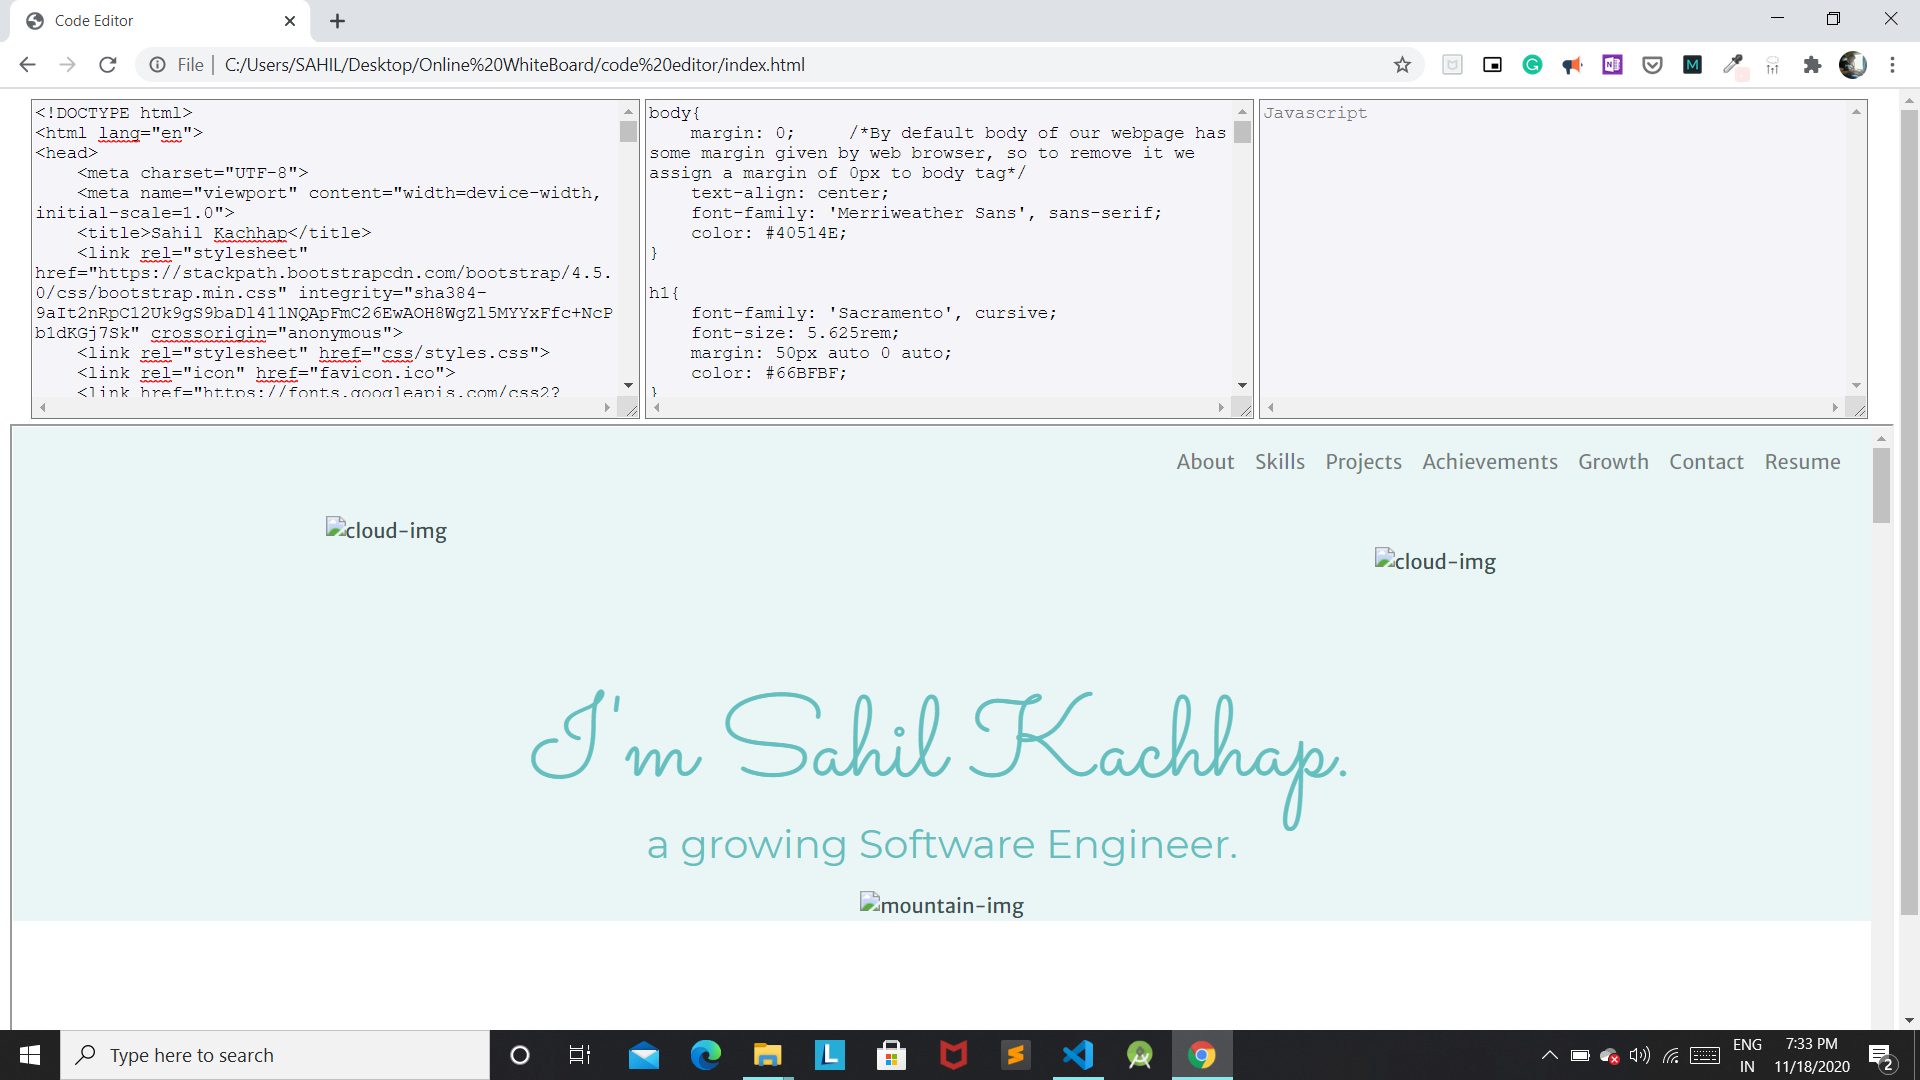 Code Editor
File | C:/Users/SAHIL/Desktop/Online%20WhiteBoard/code%20editor/index.html
<!DOCTYPE html>
<html lang="en">
<head>
    <meta charset="UTF-8">
    <meta name="viewport" content="width=device-width,
initial-scale=1.0">
    <title>Sahil Kachhap</title>
    <link rel="stylesheet"
href="https://stackpath.bootstrapcdn.com/bootstrap/4.5.
0/css/bootstrap.min.css" integrity="sha384-
9aIt2nRpC12Uk9gS9baDl411NQApFmC26EwAOH8WgZl5MYYxFfc+NcP
b1dKGj7Sk" crossorigin="anonymous">
    <link rel="stylesheet" href="css/styles.css">
    <link rel="icon" href="favicon.ico">
    <link href="https://fonts.googleapis.com/css2?
body{
    margin: 0;     /*By default body of our webpage has
some margin given by web browser, so to remove it we
assign a margin of 0px to body tag*/
    text-align: center;
    font-family: 'Merriweather Sans', sans-serif;
    color: #40514E;
}
h1{
    font-family: 'Sacramento', cursive;
    font-size: 5.625rem;
    margin: 50px auto 0 auto;
    color: #66BFBF;
}
Javascript
About Skills Projects Achievements Growth Contact Resume
cloud-img
cloud-img
I'm Sahil Kachhap.
a growing Software Engineer.
mountain-img
Type here to search
ENG
IN
7:33 PM
11/18/2020
2